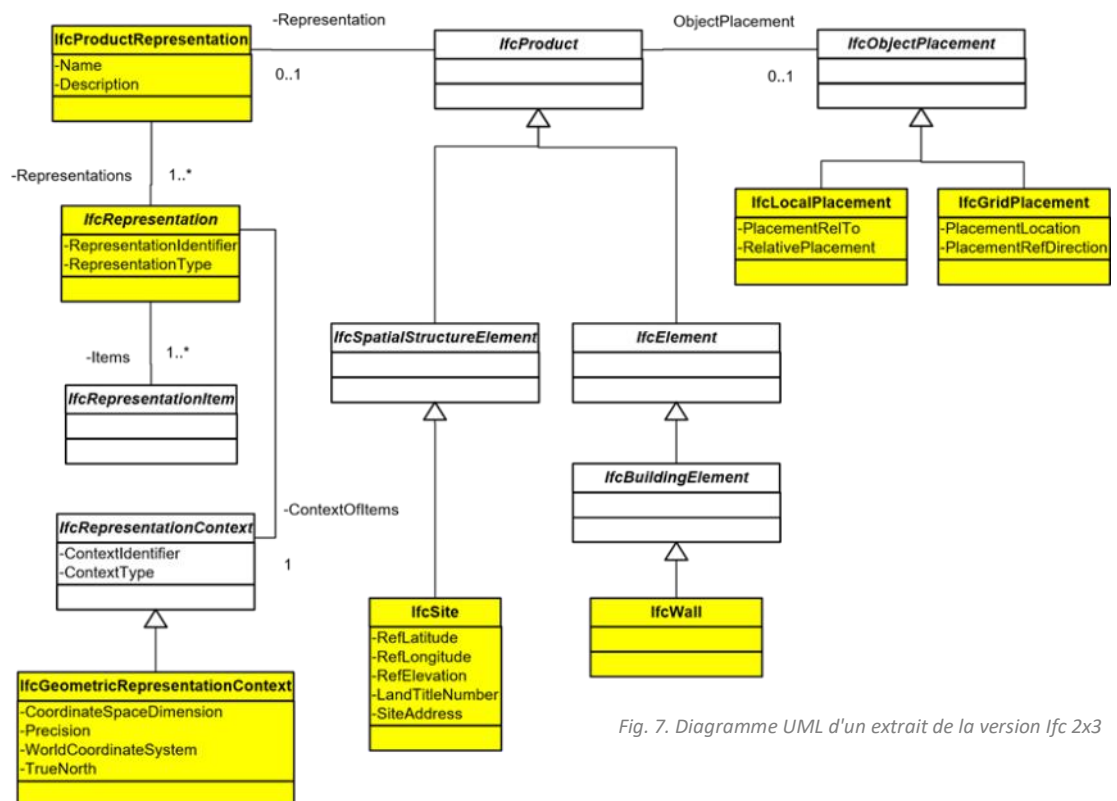 -Representation
ObjectPlacement
IfcProductRepresentation
-Name
-Description
0..1
IfcProduct
0..1
IfcObjectPlacement
-Representations
1..*
IfcLocalPlacement
-PlacementRelTo
-RelativePlacement
IfcGridPlacement
-PlacementLocation
-PlacementRefDirection
IfcRepresentation
-RepresentationIdentifier
-RepresentationType
-Items
1..*
IfcRepresentationItem
IfcSpatialStructureElement
IfcElement
IfcBuildingElement
-ContextOfItems
1
IfcRepresentationContext
-ContextIdentifier
-ContextType
IfcSite
-RefLatitude
-RefLongitude
-RefElevation
-LandTitleNumber
-SiteAddress
IfcWall
IfcGeometricRepresentationContext
-CoordinateSpaceDimension
-Precision
-WorldCoordinateSystem
-TrueNorth
Fig. 7. Diagramme UML d'un extrait de la version Ifc 2x3